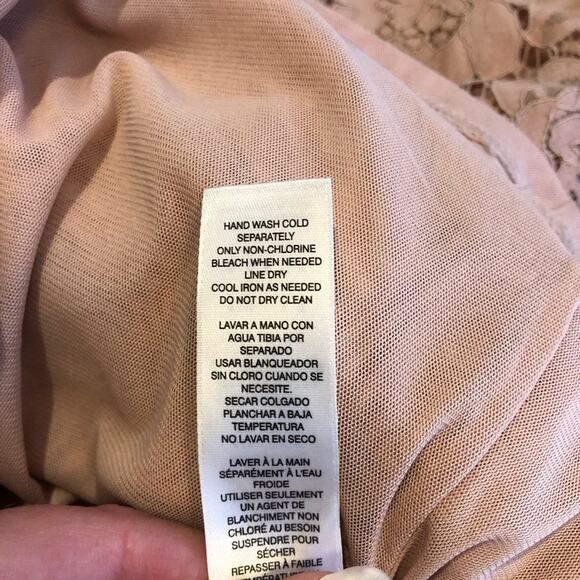 HAND WASH COLD
SEPARATELY
ONLY NON-CHLORINE
BLEACH WHEN NEEDED
LINE DRY
COOL IRON AS NEEDED
DO NOT DRY CLEAN
LAVAR A MANO CON
AGUA TIBIA POR
SEPARADO
USAR BLANQUEADOR
SIN CLORO CUANDO SE
NECESITE.
SECAR COLGADO
PLANCHAR A BAJA
TEMPERATURA
NO LAVAR EN SECO
LAVER À LA MAIN
SÉPARÉMENT À L'EAU
FROIDE
UTILISER SEULEMENT
UN AGENT DE
BLANCHIMENT NON
CHLORÉ AU BESOIN
SUSPENDRE POUR
SÉCHER
REPASSER À FAIBLE
TEMPÉRATURE